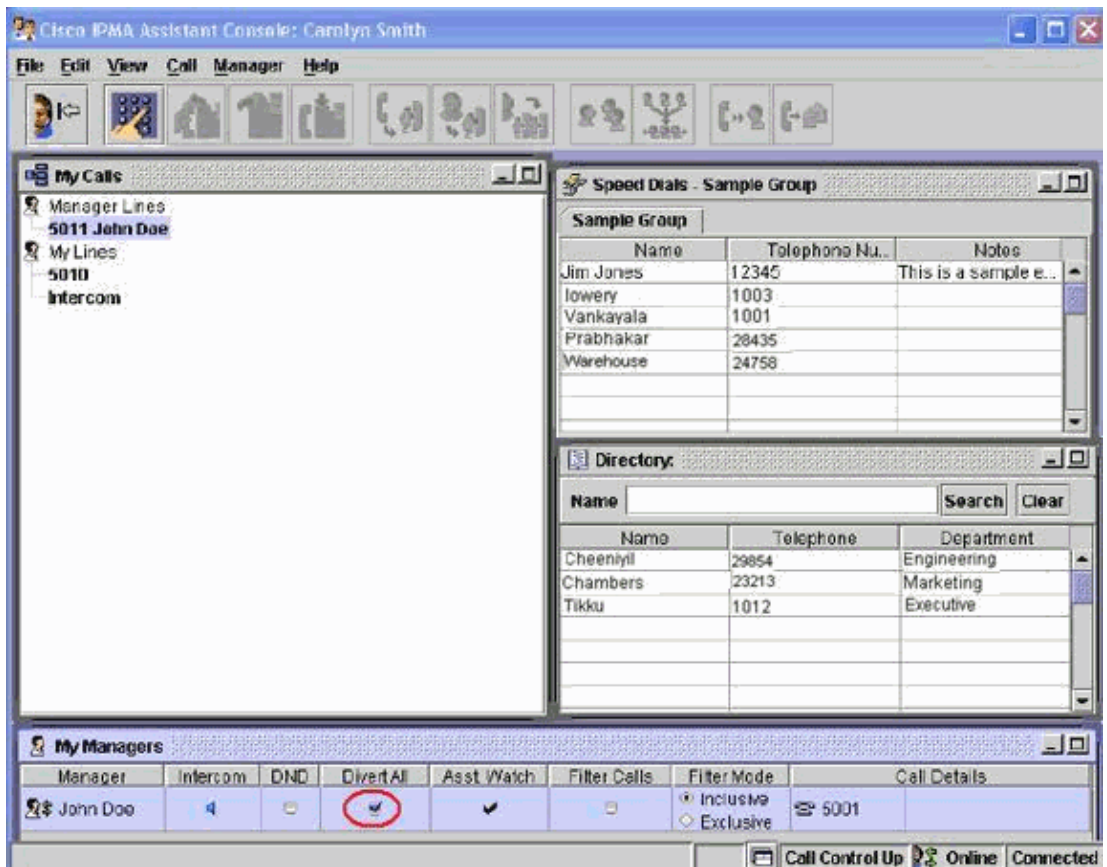 Cisco IPMA Assistant Console: Carolyn Smith
File Edit View Call Manager Help
My Calls
Manager Lines
5011 John Doe
My Lines
5010
Intercom
Speed Dials - Sample Group
Sample Group
Name Telephone Nu... Notes
Jim Jones 12345 This is a sample e...
lowery 1003
Vankayala 1001
Prabhakar 28435
Warehouse 24758
Directory:
Name Search Clear
Name Telephone Department
Cheeniyil 29854 Engineering
Chambers 23213 Marketing
Tikku 1012 Executive
My Managers
Manager Intercom DND Divert All Asst Watch Filter Calls Filter Mode Call Details
John Doe Inclusive 5001
Exclusive
Call Control Up Online Connected